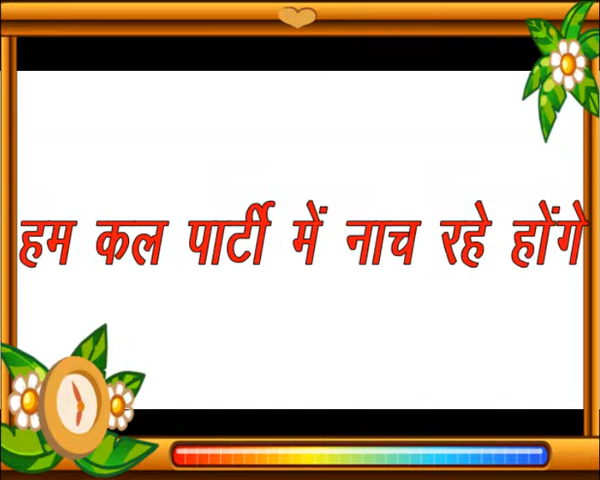 हम कल पार्टी में नाच रहे होंगे